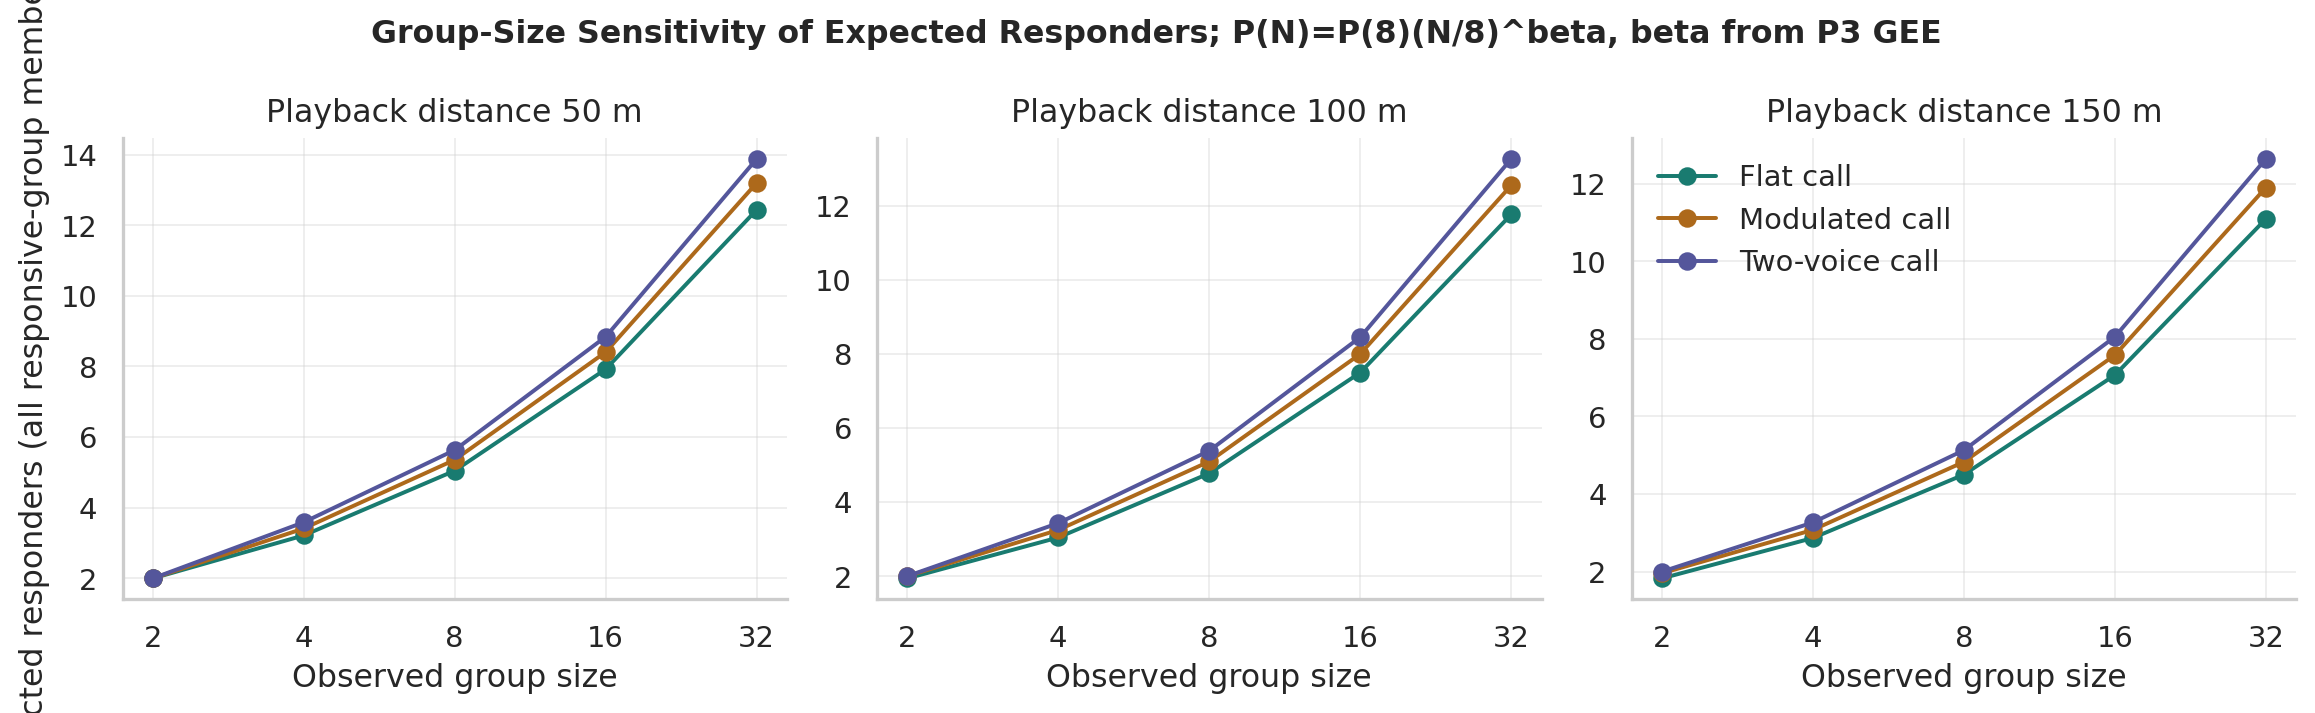 Group-Size Sensitivity of Expected Responders; P(N)=P(8)(N/8)^beta, beta from P3 GEE
responders (all responsive-group
Playback distance 50 m
14
12
10
8
6
4
2
2 4 8 16 32
Observed group size
Playback distance 100 m
12
10
8
6
4
2
2 4 8 16 32
Observed group size
Playback distance 150 m
Flat call
Modulated call
Two-voice call
12
10
8
6
4
2
2 4 8 16 32
Observed group size